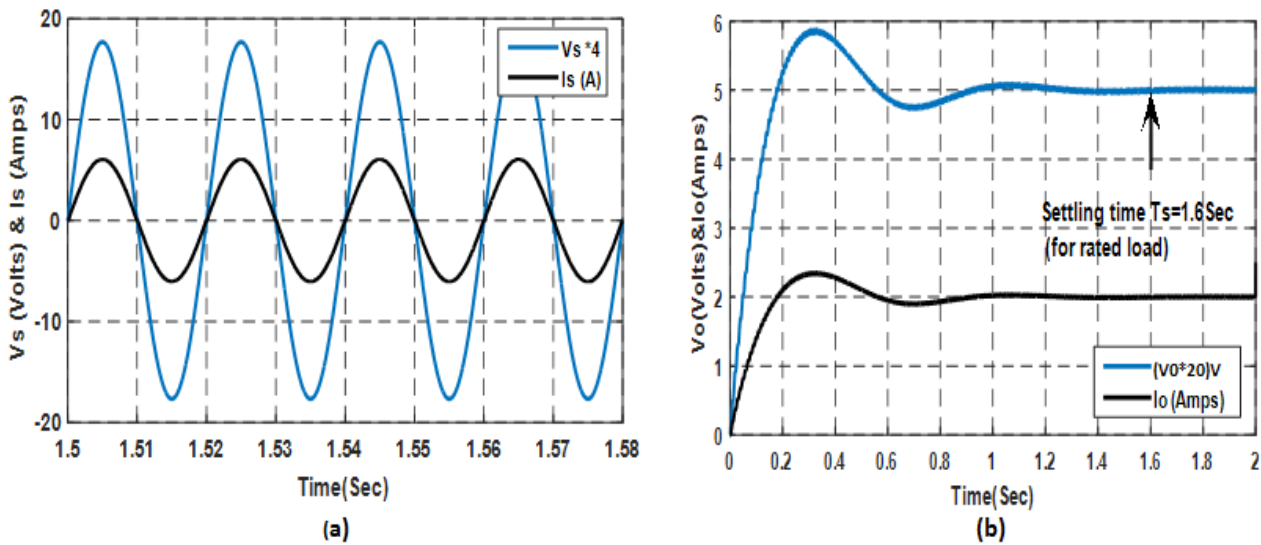 20
10
0
-10
-20
Vs (Volts) & Is (Amps)
Vs *4
Is (A)
1.5 1.51 1.52 1.53 1.54 1.55 1.56 1.57 1.58
Time(Sec)
(a)
6
5
4
3
2
1
0
Vo(Volts)&Io(Amps)
Settling time Ts=1.6Sec
(for rated load)
(V0*20)V
Io (Amps)
0 0.2 0.4 0.6 0.8 1 1.2 1.4 1.6 1.8 2
Time(Sec)
(b)